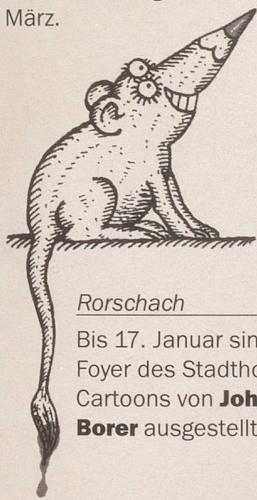 März.
Rorschach
Bis 17. Januar sin
Foyer des Stadtho
Cartoons von Joh
Borer ausgestellt